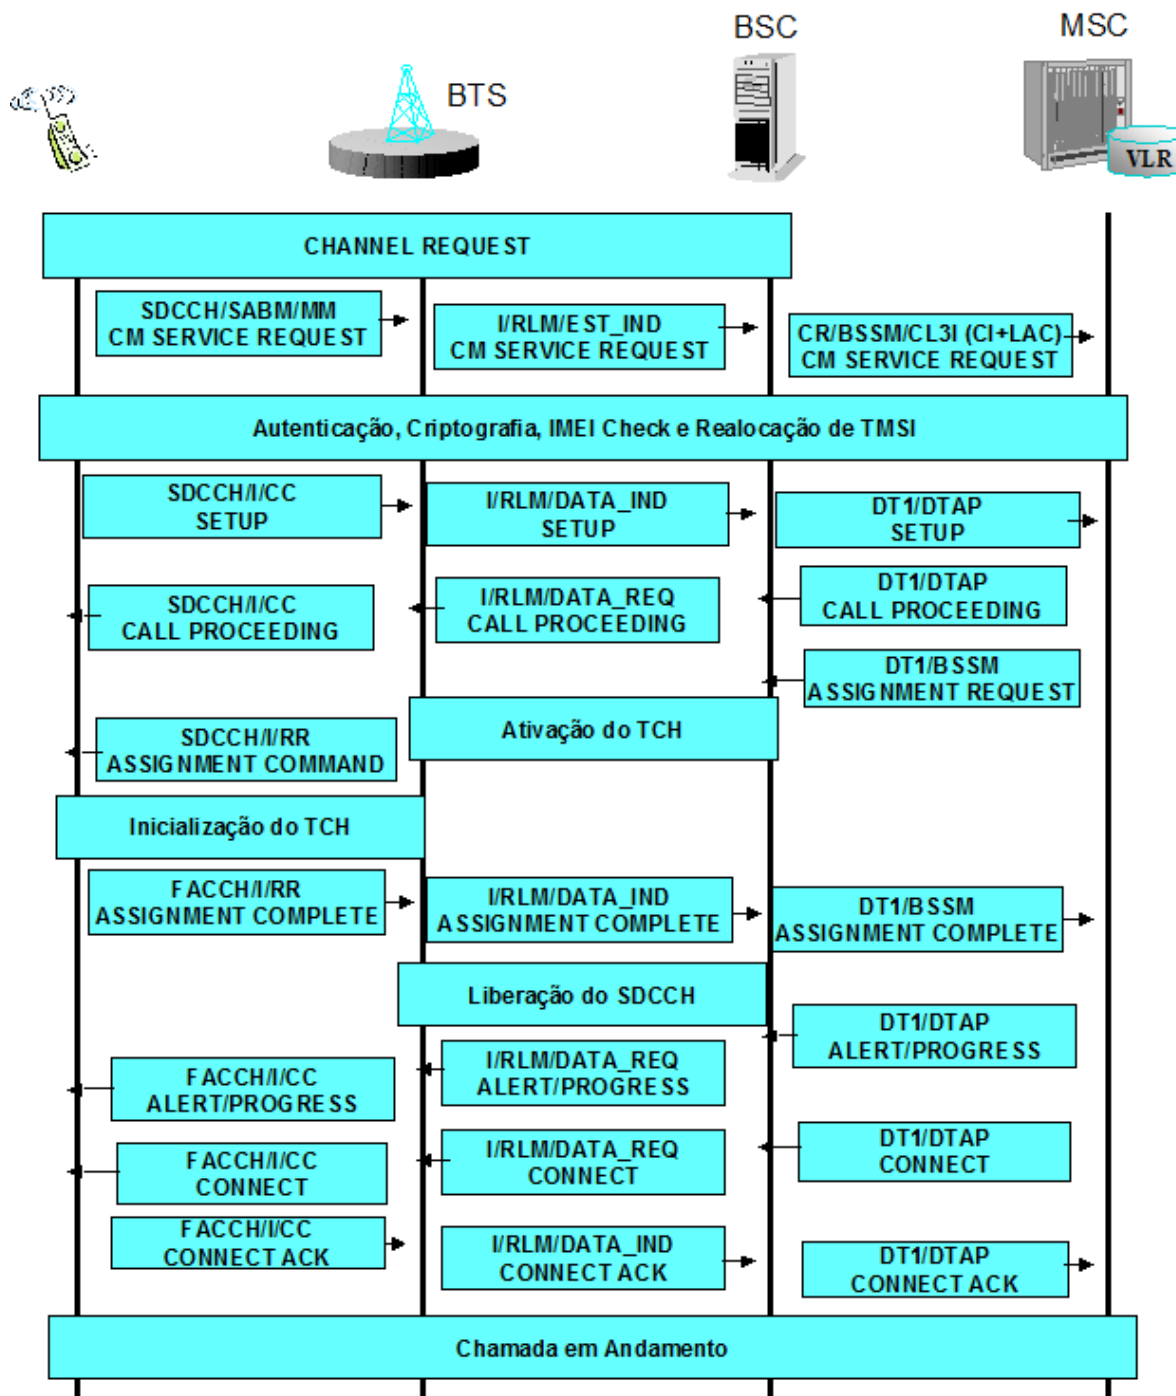 BSC
MSC
BTS
VLR
CHANNEL REQUEST
SDCCH/SABM/MM
CM SERVICE REQUEST
I/RLM/EST_IND
CM SERVICE REQUEST
CR/BSSM/CL3I (CI+LAC)
CM SERVICE REQUEST
Autenticação, Criptografia, IMEI Check e Realocação de TMSI
SDCCH/I/CC
SETUP
I/RLM/DATA_IND
SETUP
DT1/DTAP
SETUP
SDCCH/I/CC
CALL PROCEEDING
I/RLM/DATA_REQ
CALL PROCEEDING
DT1/DTAP
CALL PROCEEDING
DT1/BSSM
ASSIGNMENT REQUEST
Ativação do TCH
SDCCH/I/RR
ASSIGNMENT COMMAND
Inicialização do TCH
FACCH/I/RR
ASSIGNMENT COMPLETE
I/RLM/DATA_IND
ASSIGNMENT COMPLETE
DT1/BSSM
ASSIGNMENT COMPLETE
Liberação do SDCCH
DT1/DTAP
ALERT/PROGRESS
I/RLM/DATA_REQ
ALERT/PROGRESS
FACCH/I/CC
ALERT/PROGRESS
DT1/DTAP
CONNECT
I/RLM/DATA_REQ
CONNECT
FACCH/I/CC
CONNECT
FACCH/I/CC
CONNECT ACK
I/RLM/DATA_IND
CONNECT ACK
DT1/DTAP
CONNECT ACK
Chamada em Andamento